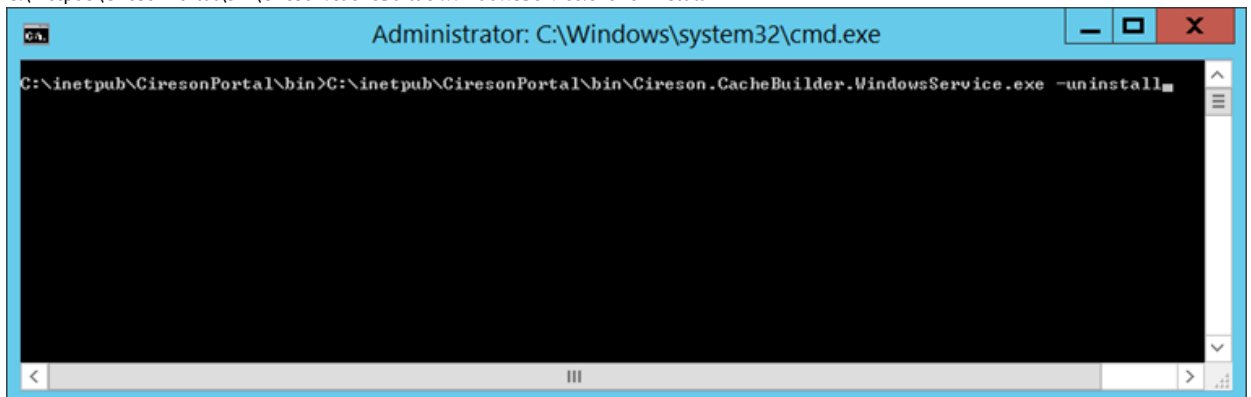 Administrator: C:\Windows\system32\cmd.exe
C:\inetpub\CiresonPortal\bin>C:\inetpub\CiresonPortal\bin\Cireson.CacheBuilder.WindowsService.exe -uninstall